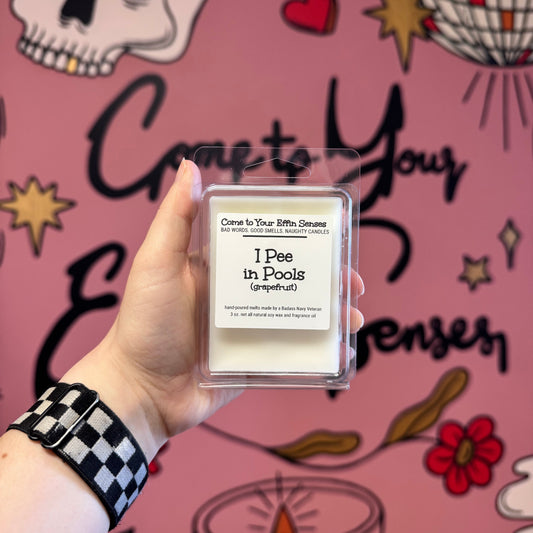 Come to Your
Effin Senses
Come to Your Effin Senses
BAD WORDS. GOOD SMELLS. NAUGHTY CANDLES
I Pee
in Pools
(grapefruit)
hand-poured melts made by a Badass Navy Veteran
3 oz. net all natural soy wax and fragrance oil